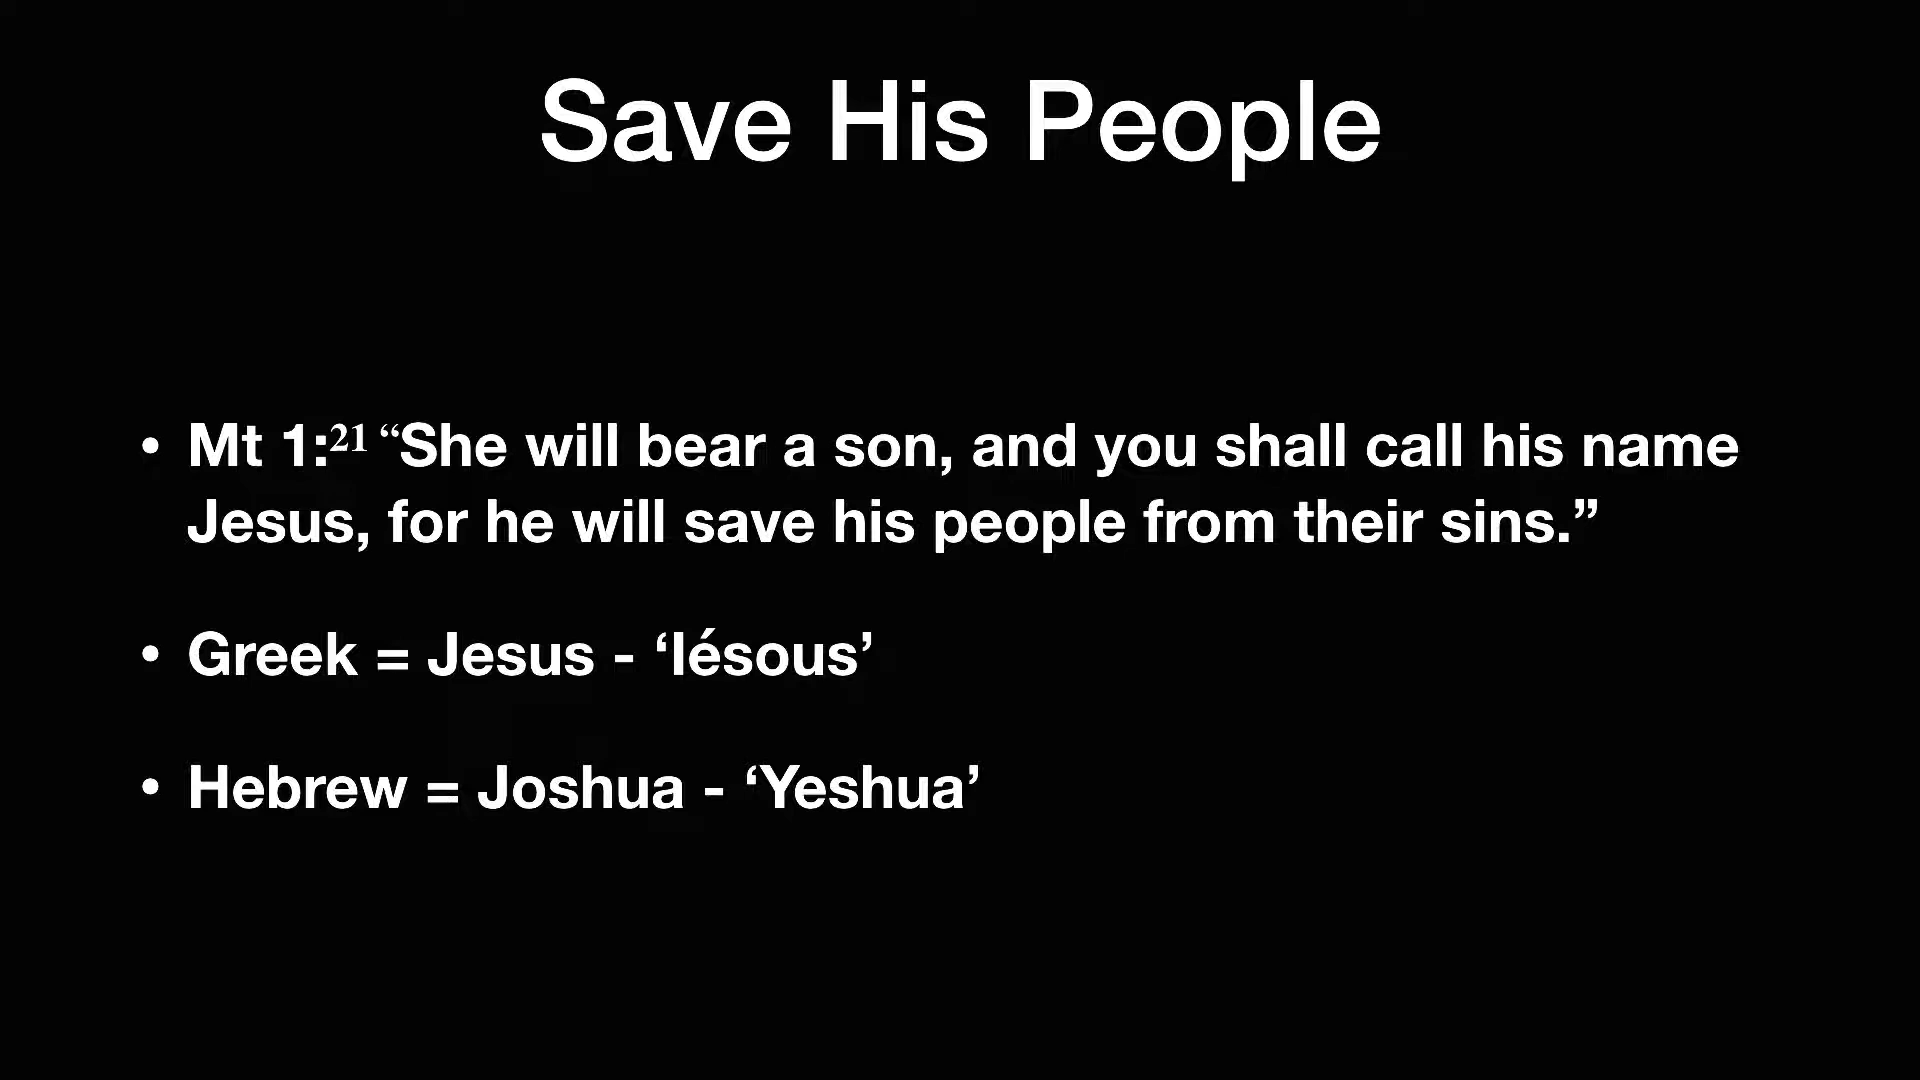 Save His People
• Mt 1:²¹ “She will bear a son, and you shall call his name
Jesus, for he will save his people from their sins.”
• Greek = Jesus - ‘Iésous’
• Hebrew = Joshua - ‘Yeshua’